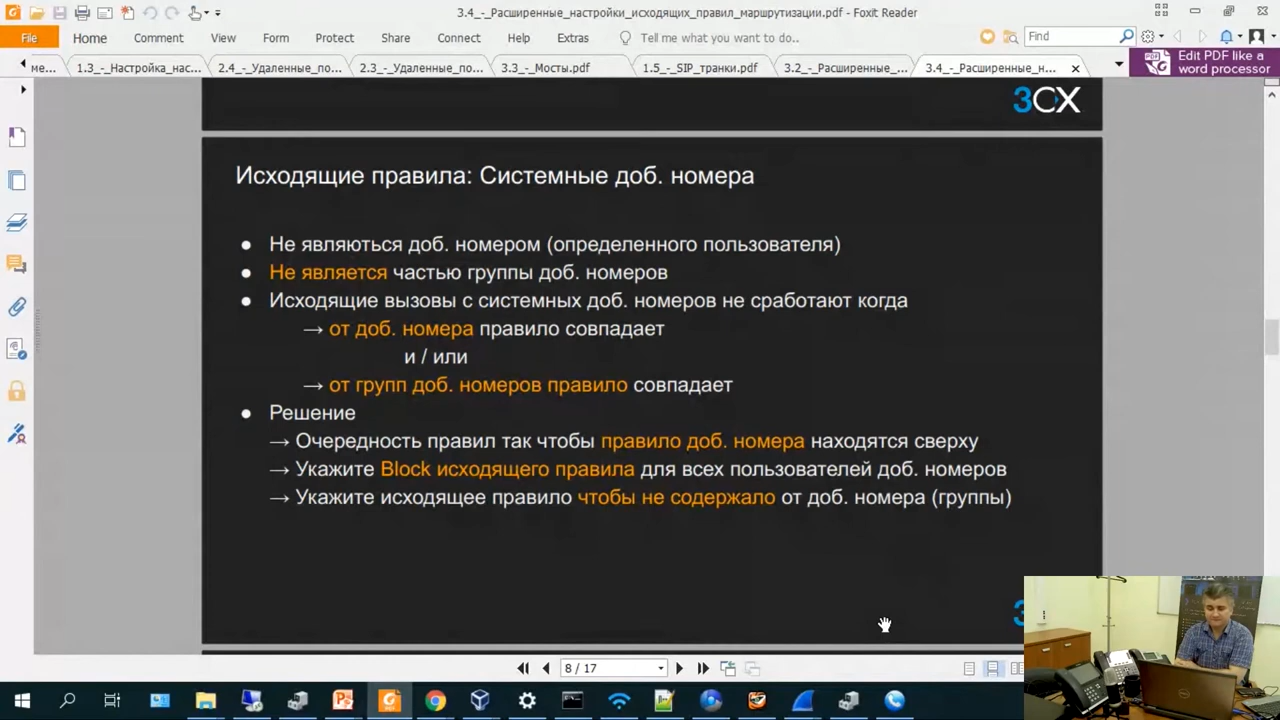 3.4_-_Расширенные_настройки_исходящих_правил_маршрутизации.pdf - Foxit Reader
File Home Comment View Form Protect Share Connect Help Extras Tell me what you want to do.. Find
ме... 1.3_-_Настройка_нас... 2.4_-_Удаленные_по... 2.3_-_Удаленные_по... 3.3_-_Мосты.pdf 1.5_-_SIP_транки.pdf 3.2_-_Расширенные_... 3.4_-_Расширенные_н...
Edit PDF like a
word processor
3CX
Исходящие правила: Системные доб. номера
● Не являються доб. номером (определенного пользователя)
● Не является частью группы доб. номеров
● Исходящие вызовы с системных доб. номеров не сработают когда
→ от доб. номера правило совпадает
и / или
→ от групп доб. номеров правило совпадает
● Решение
→ Очередность правил так чтобы правило доб. номера находятся сверху
→ Укажите Block исходящего правила для всех пользователей доб. номеров
→ Укажите исходящее правило чтобы не содержало от доб. номера (группы)
3
8 / 17